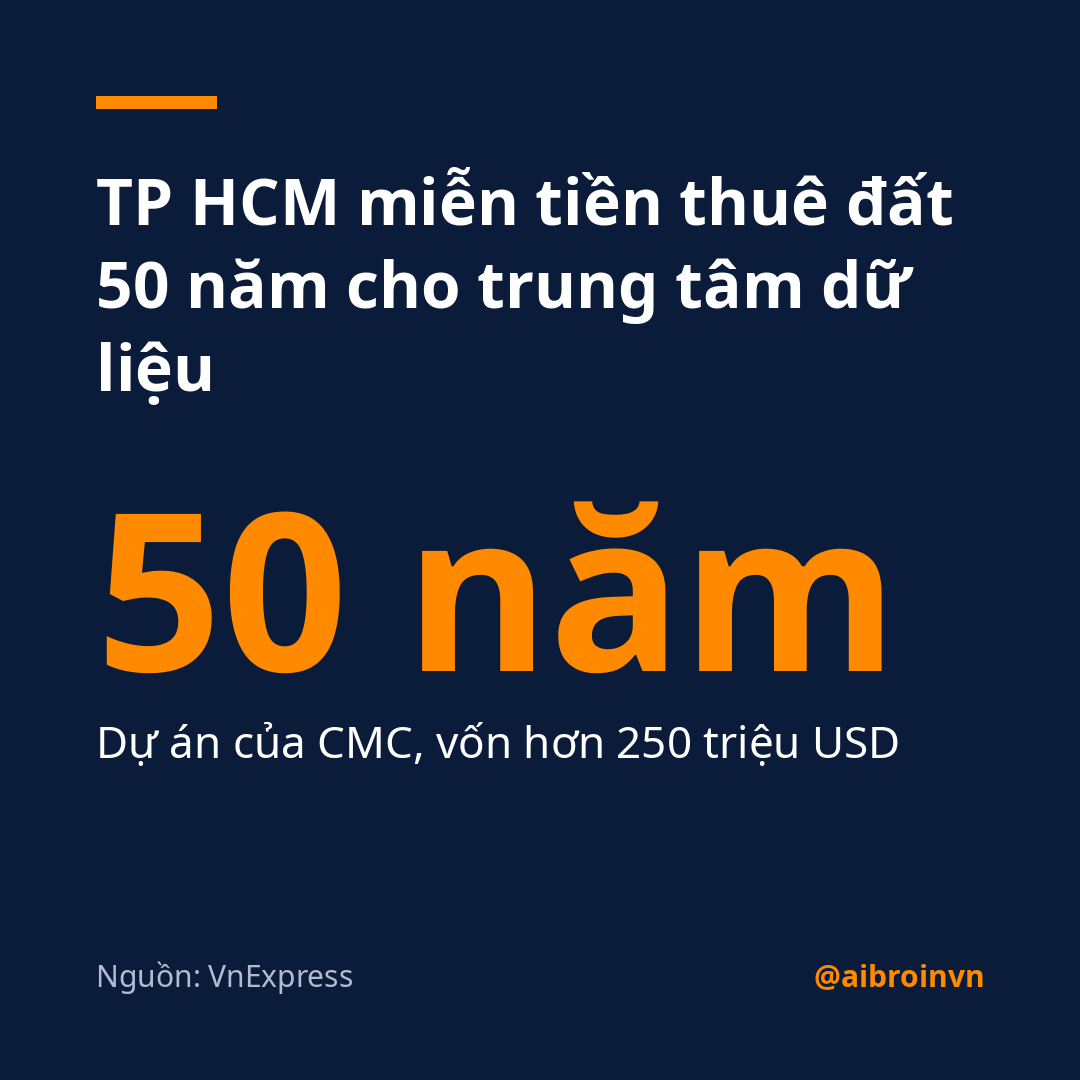 TP HCM miễn tiền thuê đất
50 năm cho trung tâm dữ
liệu
50 năm
Dự án của CMC, vốn hơn 250 triệu USD
Nguồn: VnExpress
@aibroinvn